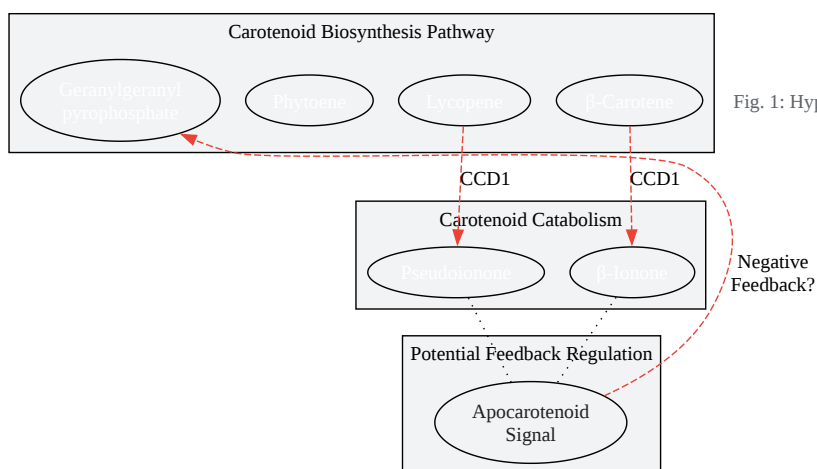 Carotenoid Biosynthesis Pathway
Geranylgeranyl
pyrophosphate
Phytoene
Lycopene
β-Carotene
Fig. 1: Hyp
CCD1
CCD1
Carotenoid Catabolism
Pseudoionone
β-Ionone
Negative
Feedback?
Potential Feedback Regulation
Apocarotenoid
Signal